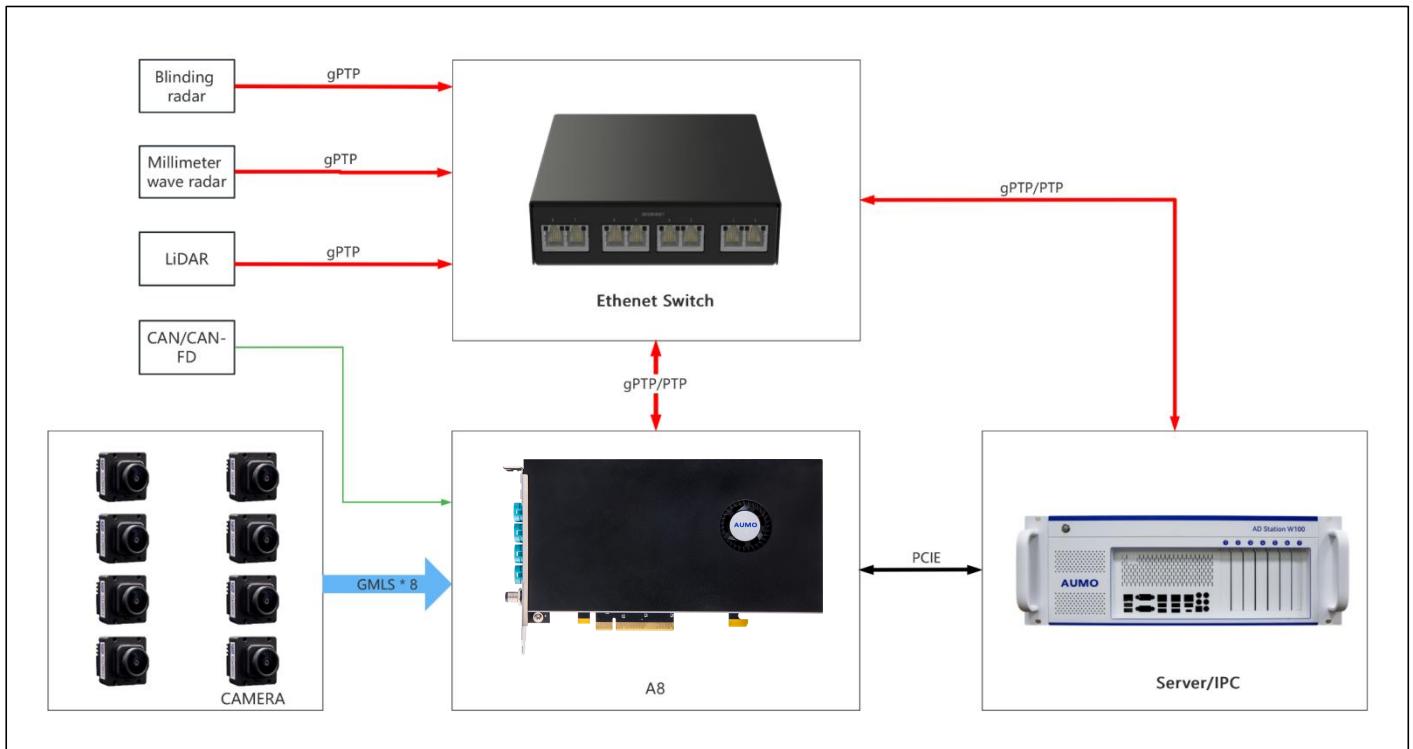 Blinding
radar
gPTP
Millimeter
wave radar
gPTP
LiDAR
gPTP
CAN/CAN-
FD
Ethenet Switch
gPTP/PTP
gPTP/PTP
GMLS * 8
CAMERA
AUMO
A8
PCIE
AD Station W100
AUMO
Server/IPC